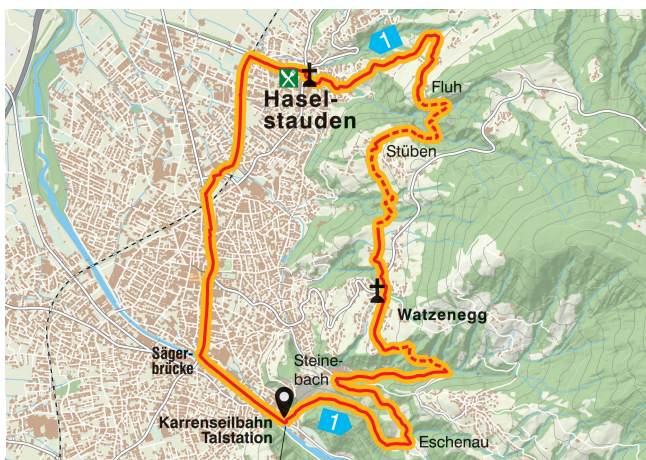 1
Fluh
Hasel-
stauden
Stüben
Watzenegg
Säger-
brücke
Steine-
bach
Karrenseilbahn
Talstation
1
Eschenau